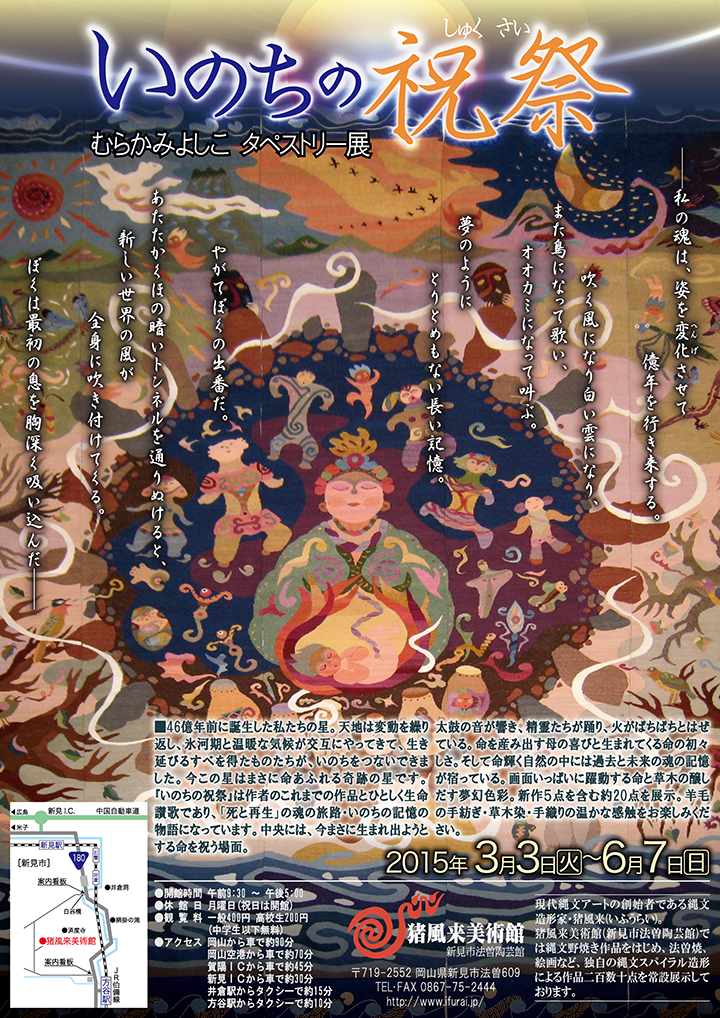 しゅく さい
いのちの祝祭
むらかみよしこ タペストリー展
――私の魂は、姿を変化させて
へんげ
億年を行き来する。
吹く風になり白い雲になり、
また鳥になって歌い、
オオカミになって叫ぶ。
夢のように
とりとめもない長い記憶。
やがてぼくの出番だ。
あたたかくほの暗いトンネルを通りぬけると、
新しい世界の風が
全身に吹き付けてくる。
ぼくは最初の息を胸深く吸い込んだ――
■46億年前に誕生した私たちの星。天地は変動を繰り
返し、氷河期と温暖な気候が交互にやってきて、生き
延びるすべを得たものたちが、いのちをつないできま
した。今この星はまさに命あふれる奇跡の星です。
『いのちの祝祭』は作者のこれまでの作品とひとしく生命
讃歌であり、「死と再生」の魂の旅路・いのちの記憶の
物語になっています。中央には、今まさに生まれ出ようと
する命を祝う場面。
太鼓の音が響き、精霊たちが踊り、火がぱちぱちとはぜ
ている。命を産み出す母の喜びと生まれてくる命の初々
しさ。そして命輝く自然の中には過去と未来の魂の記憶
が宿っている。画面いっぱいに躍動する命と草木の醸し
だす夢幻色彩。新作5点を含む約20点を展示。羊毛
の手紡ぎ・草木染・手織りの温かな感触をお楽しみくだ
さい。
2015年 3月3日火~6月7日日
広島
新見I.C.
中国自動車道
米子
新見駅
180
[新見市]
案内看板
井倉洞
白谷橋
絹掛の滝
済度寺
猪風来美術館
案内看板
方谷駅
JR伯備線
●開館時間 午前9:30 ~ 午後5:00
●休館日 月曜日(祝日は開館)
●観覧料 一般400円 高校生200円
(中学生以下無料)
●アクセス 岡山から車で約90分
岡山空港から車で約70分
賀陽ICから車で約45分
新見ICから車で約30分
井倉駅からタクシーで約15分
方谷駅からタクシーで約10分
猪風来美術館
新見市法曽陶芸館
〒719-2552 岡山県新見市法曽609
TEL・FAX 0867-75-2444
http://www.ifurai.jp/
現代縄文アートの創始者である縄文
造形家・猪風来(いふうらい)。
猪風来美術館(新見市法曽陶芸館)で
は縄文野焼き作品をはじめ、法曽焼、
絵画など、独自の縄文スパイラル造形
による作品二百数十点を常設展示して
おります。